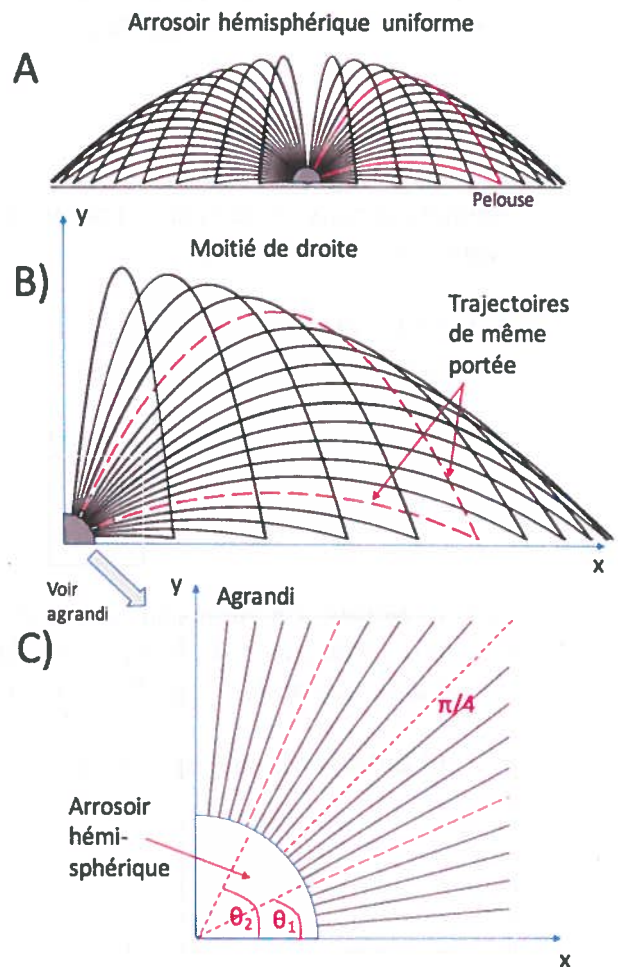 Arrosoir hémisphérique uniforme
A
Pelouse
y
Moitié de droite
B)
Trajectoires
de même
portée
x
Voir
agrandi
y
Agrandi
C)
π/4
Arrosoir
hémi-
sphérique
θ2
θ1
x